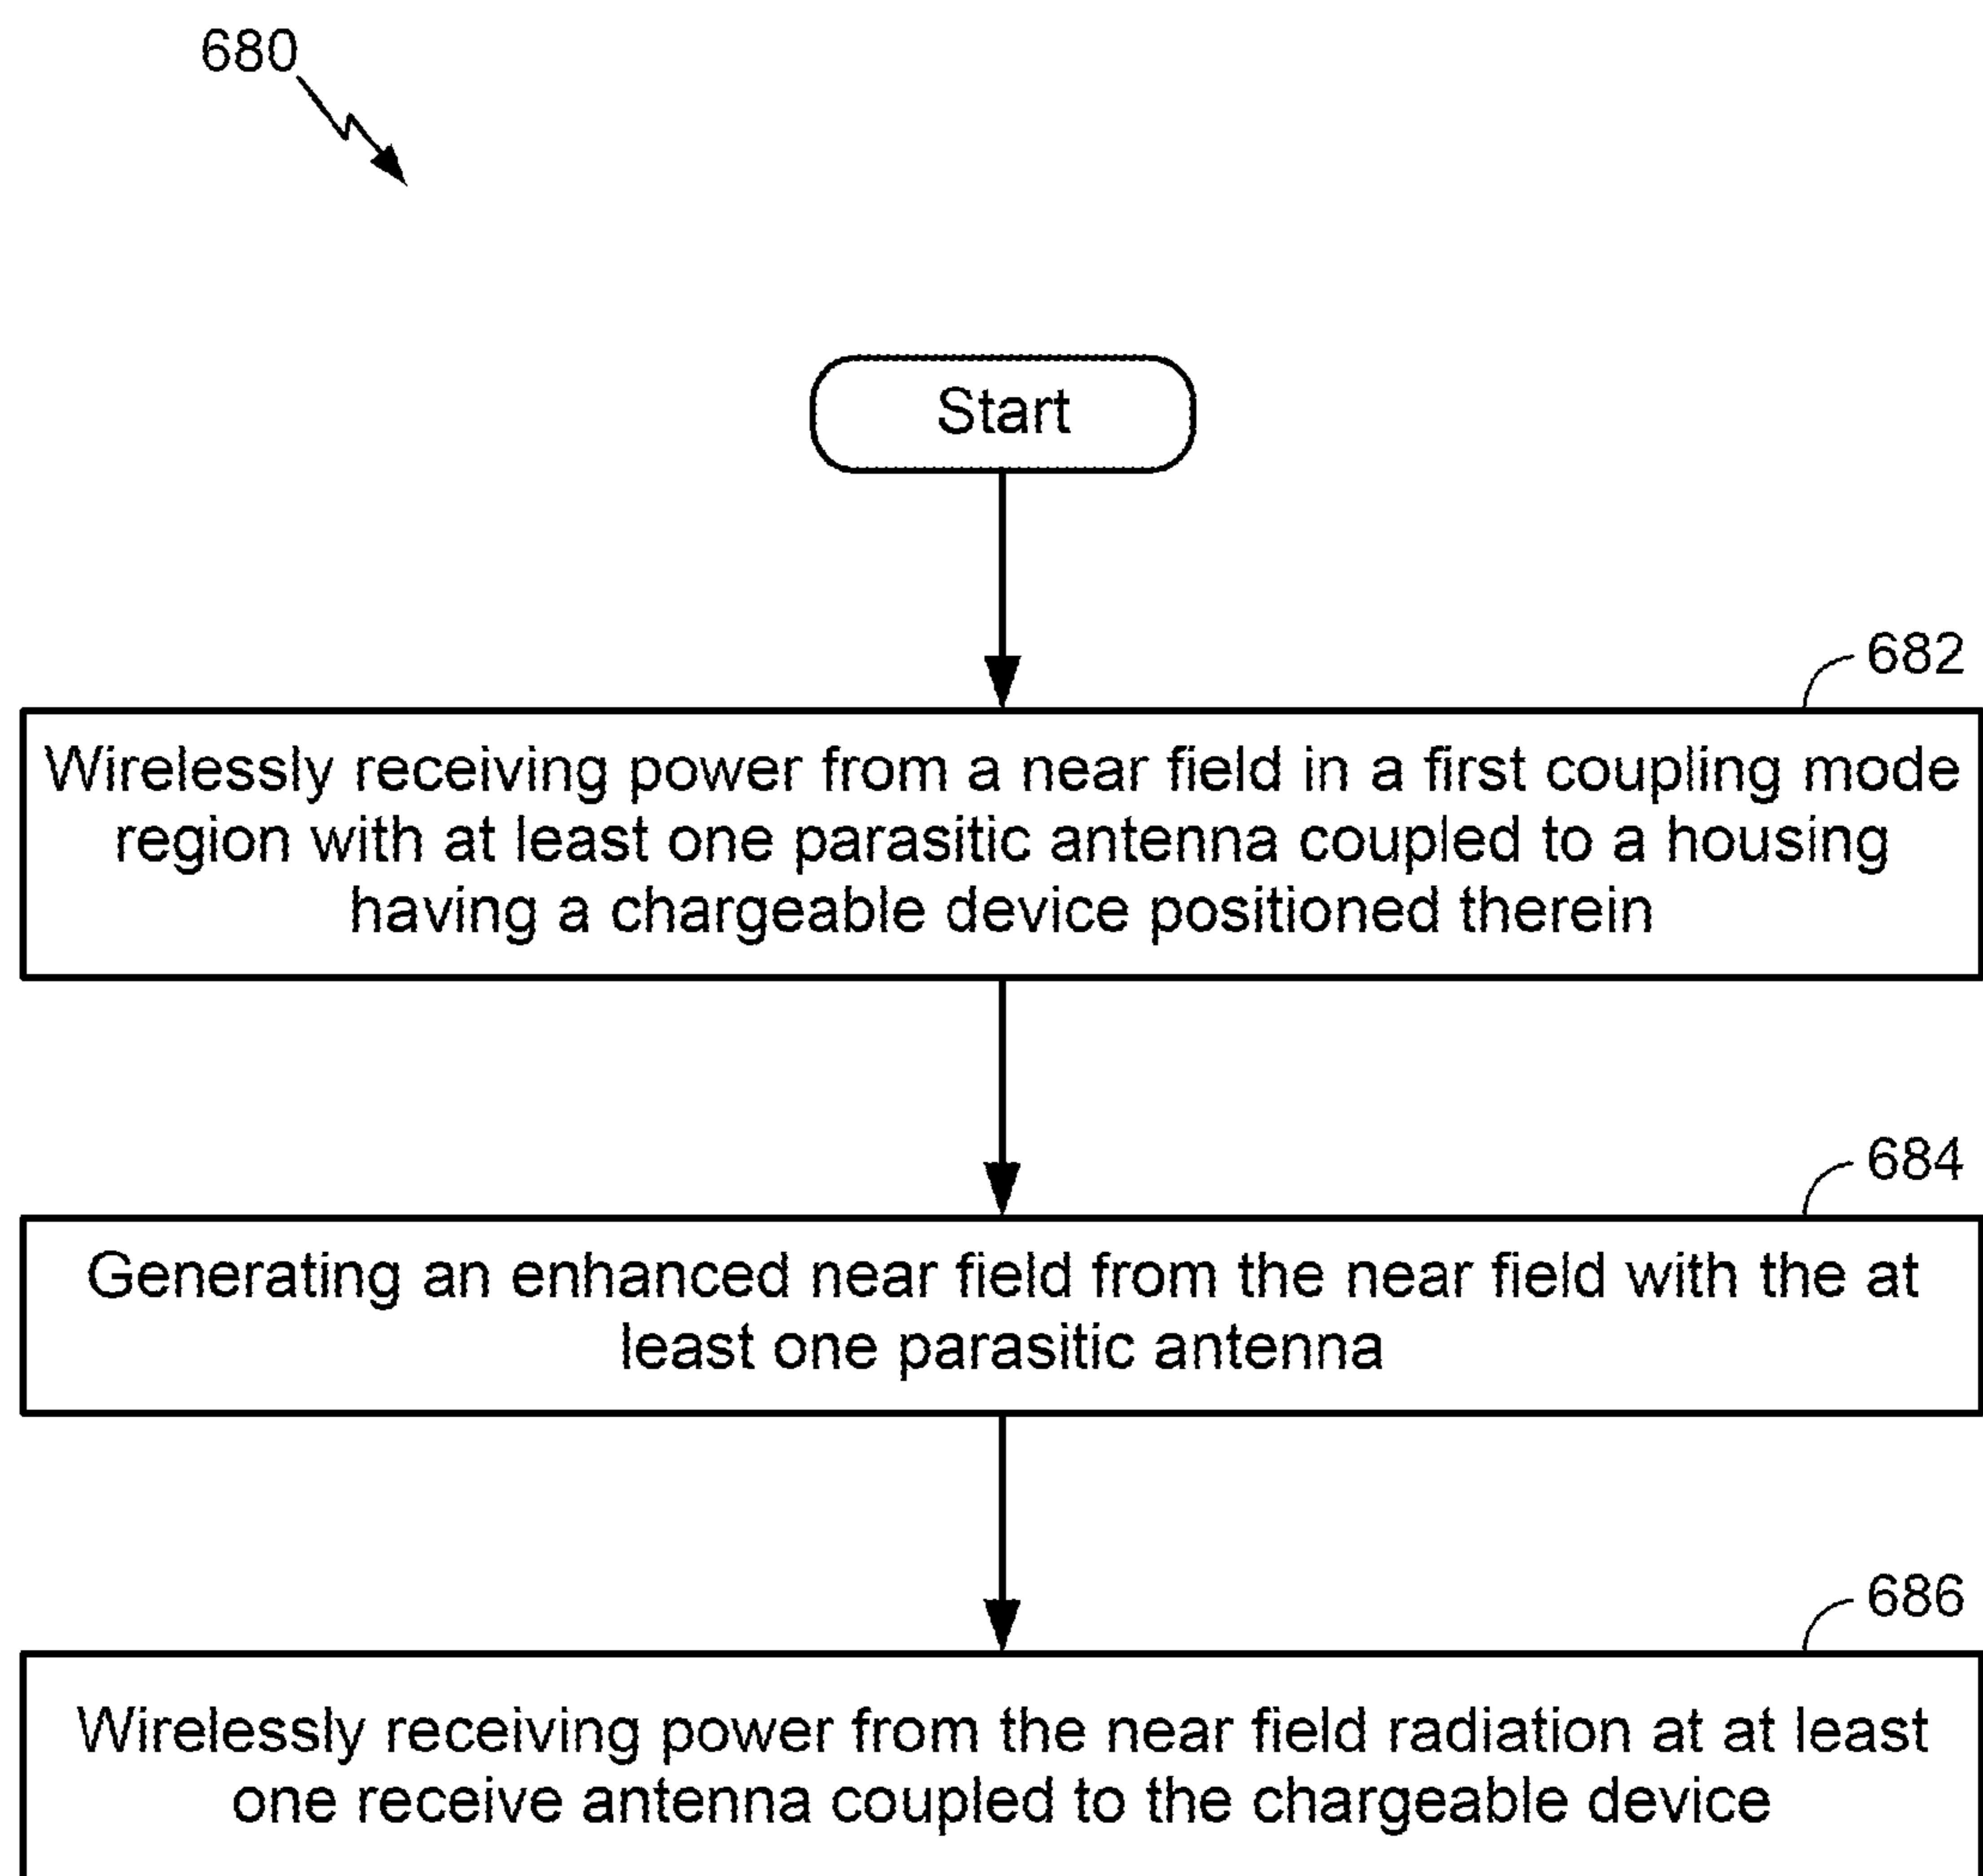 680
Start
682
Wirelessly receiving power from a near field in a first coupling mode
region with at least one parasitic antenna coupled to a housing
having a chargeable device positioned therein
684
Generating an enhanced near field from the near field with the at
least one parasitic antenna
686
Wirelessly receiving power from the near field radiation at at least
one receive antenna coupled to the chargeable device